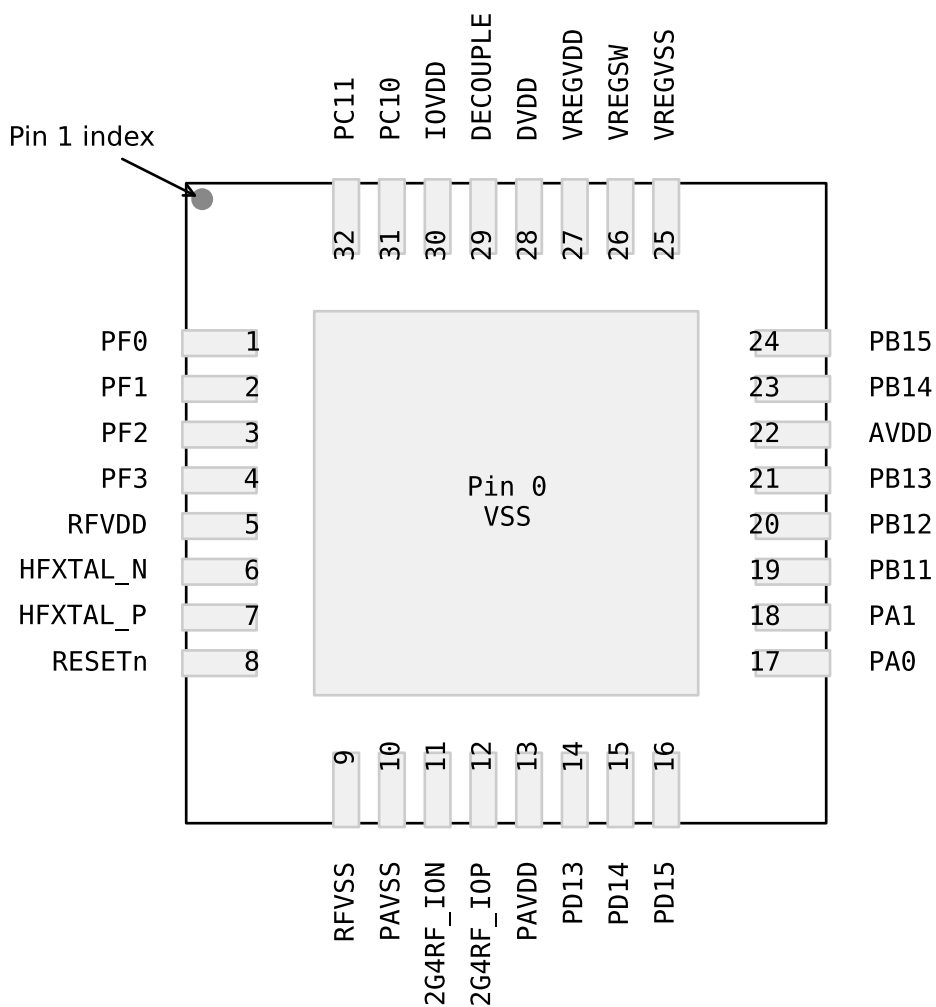 PC11
PC10
IOVDD
DECOUPLE
DVDD
VREGVDD
VREGSW
VREGVSS
Pin 1 index
32
31
30
29
28
27
26
25
PF0 1
24 PB15
PF1 2
23 PB14
PF2 3
22 AVDD
PF3 4
21 PB13
Pin 0
VSS
RFVDD 5
20 PB12
HFXTAL_N 6
19 PB11
HFXTAL_P 7
18 PA1
RESETn 8
17 PA0
9
10
11
12
13
14
15
16
RFVSS
PAVSS
2G4RF_ION
2G4RF_IOP
PAVDD
PD13
PD14
PD15